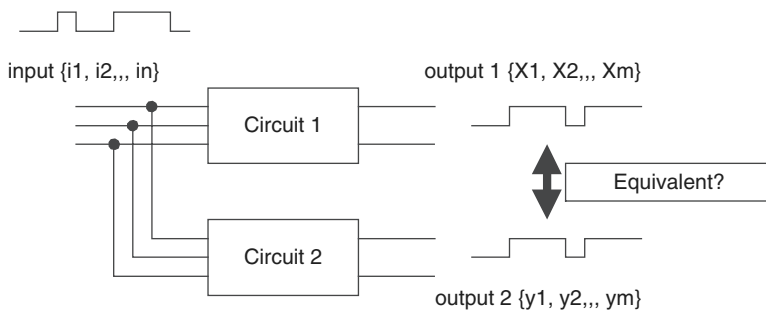 input {i1, i2,,, in}
output 1 {X1, X2,,, Xm}
Circuit 1
Equivalent?
Circuit 2
output 2 {y1, y2,,, ym}